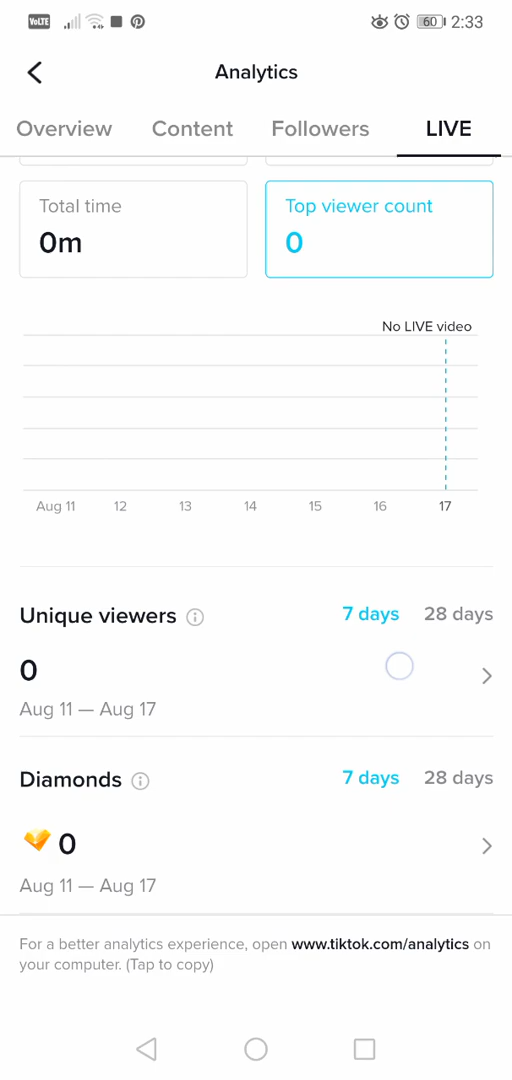 VoLTE 60 2:33
Analytics
Overview Content Followers LIVE
Total time Top viewer count
0m 0
No LIVE video
Aug 11 12 13 14 15 16 17
Unique viewers 7 days 28 days
0
Aug 11 — Aug 17
Diamonds 7 days 28 days
0
Aug 11 — Aug 17
For a better analytics experience, open www.tiktok.com/analytics on
your computer. (Tap to copy)